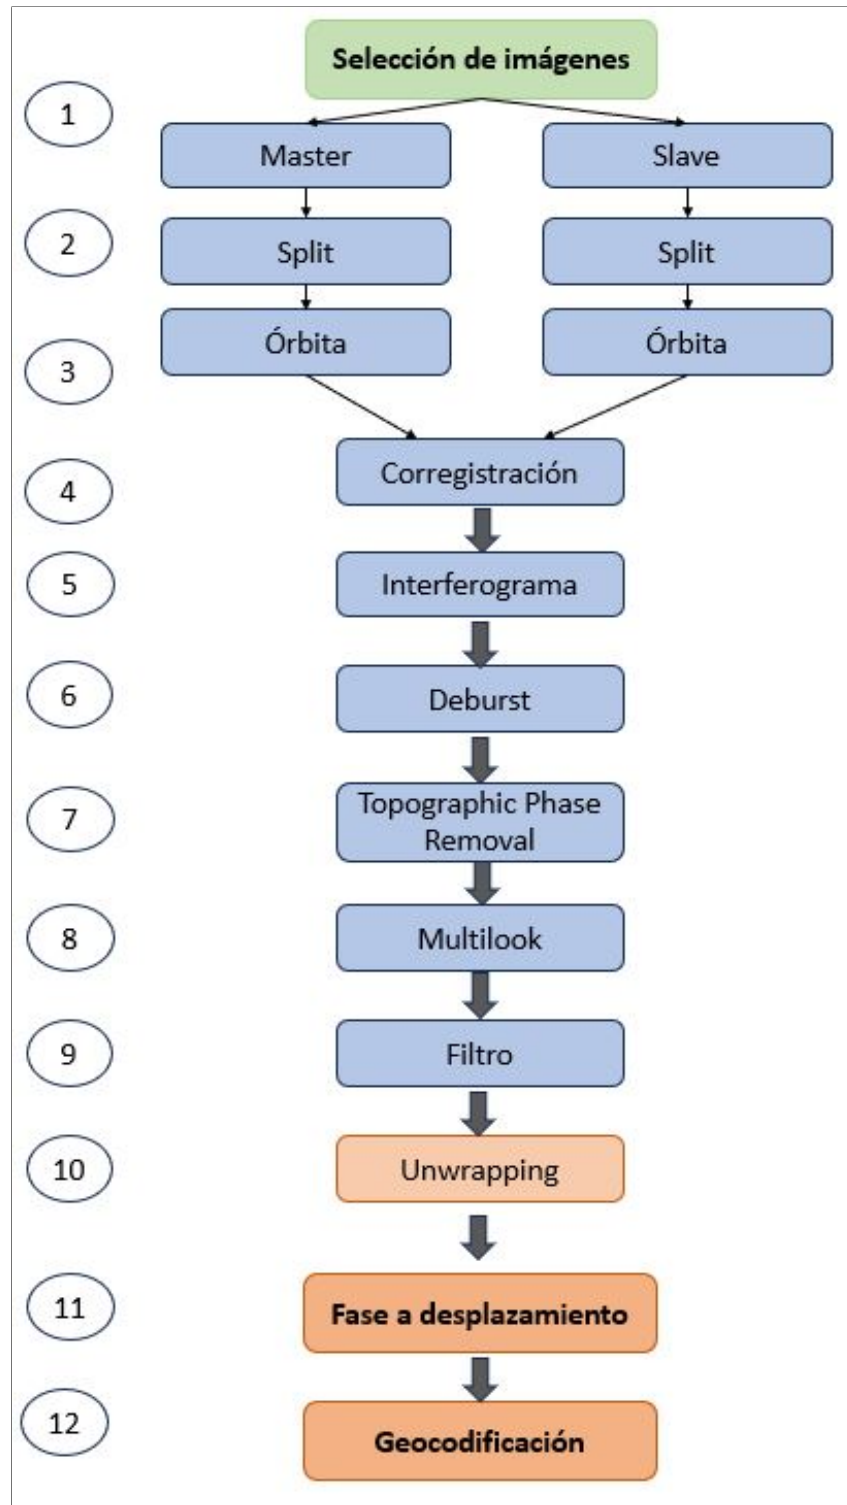 Selección de imágenes
1
Master
Slave
2
Split
Split
3
Órbita
Órbita
4
Corregistración
5
Interferograma
6
Deburst
7
Topographic Phase
Removal
8
Multilook
9
Filtro
10
Unwrapping
11
Fase a desplazamiento
12
Geocodificación